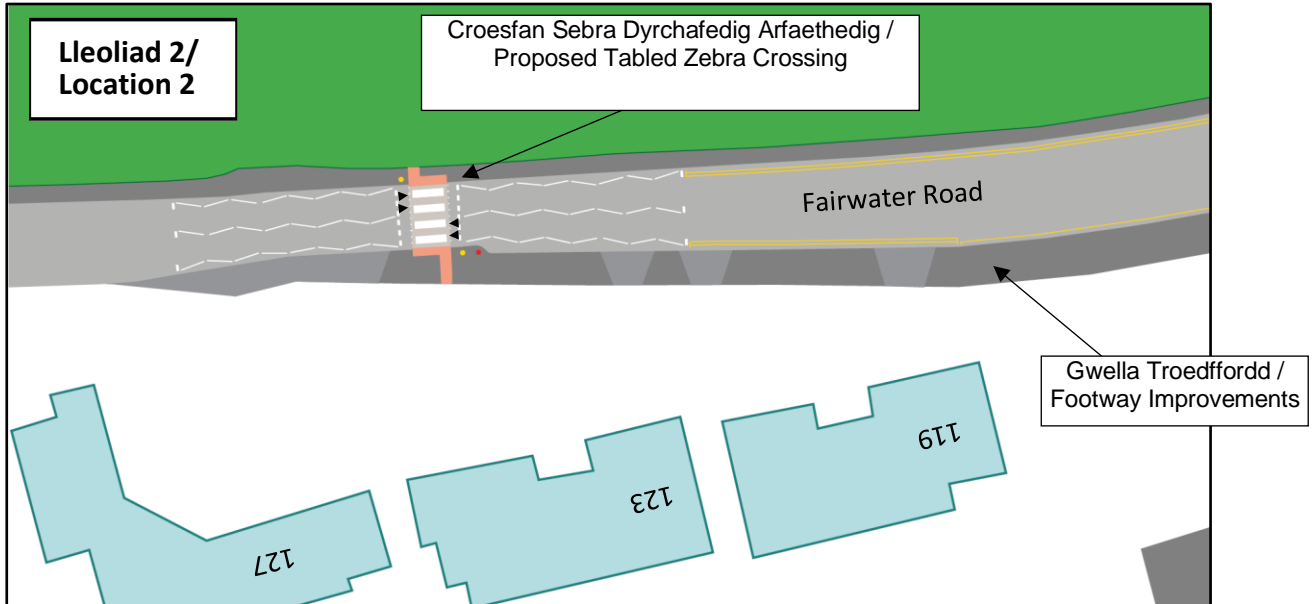 Lleoliad 2/
Location 2
Croesfan Sebra Dyrchafedig Arfaethedig /
Proposed Tabled Zebra Crossing
Fairwater Road
Gwella Troedffordd /
Footway Improvements
119
123
127